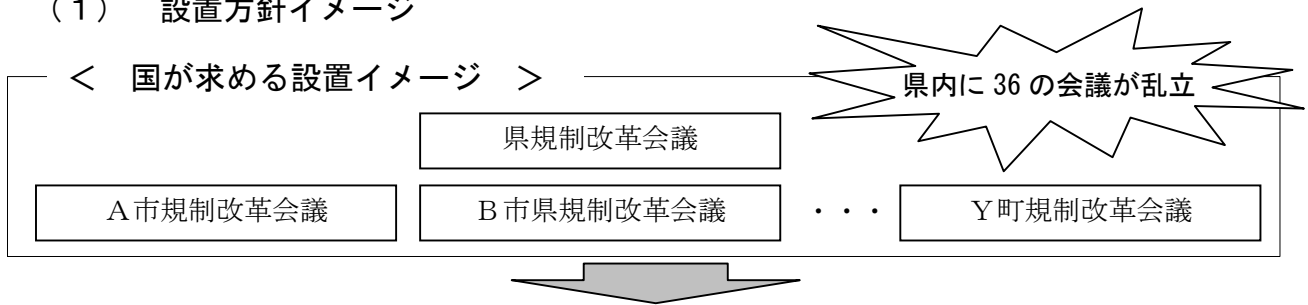 （１）　設置方針イメージ
＜　国が求める設置イメージ　＞
県内に 36 の会議が乱立
県規制改革会議
Ａ市規制改革会議
Ｂ市県規制改革会議
・・・
Ｙ町規制改革会議